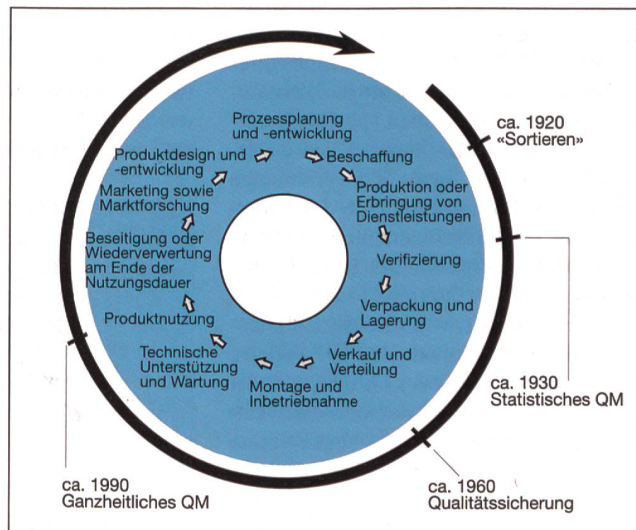 Prozessplanung
und -entwicklung
Beschaffung
Produktion oder
Erbringung von
Dienstleistungen
Verifizierung
Verpackung und
Lagerung
Verkauf und
Verteilung
Montage und
Inbetriebnahme
Technische
Unterstützung
und Wartung
Produktnutzung
Beseitigung oder
Wiederverwertung
am Ende der
Nutzungsdauer
Marketing sowie
Marktforschung
Produktdesign und
-entwicklung
ca. 1920
«Sortieren»
ca. 1930
Statistisches QM
ca. 1960
Qualitätssicherung
ca. 1990
Ganzheitliches QM